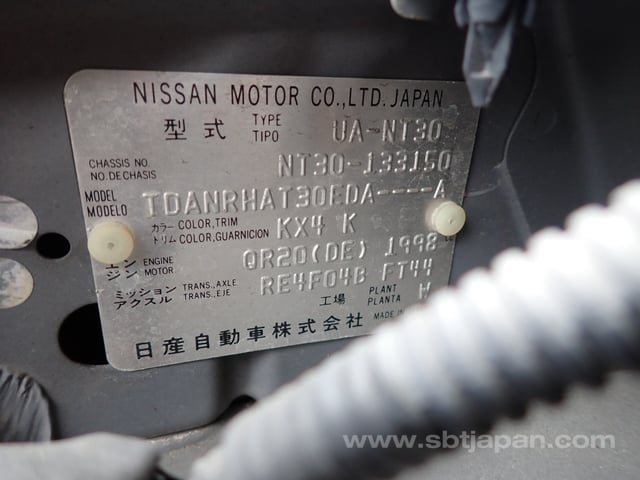 NISSAN MOTOR CO.,LTD. JAPAN
型式 TYPE TIPO UA-NT30
CHASSIS NO. NO.DE CHASIS NT30-133150
MODEL MODELO TDANRHAT30EDA----A
カラー トリム COLOR,TRIM COLOR,GUARNICION KX4 K
エンジン ENGINE MOTOR QR20(DE) 1998 cc
ミッション アクスル TRANS.,AXLE TRANS.,EJE RE4F04B FT44
工場 PLANT PLANTA W
日産自動車株式会社 MADE IN
www.sbtjapan.com